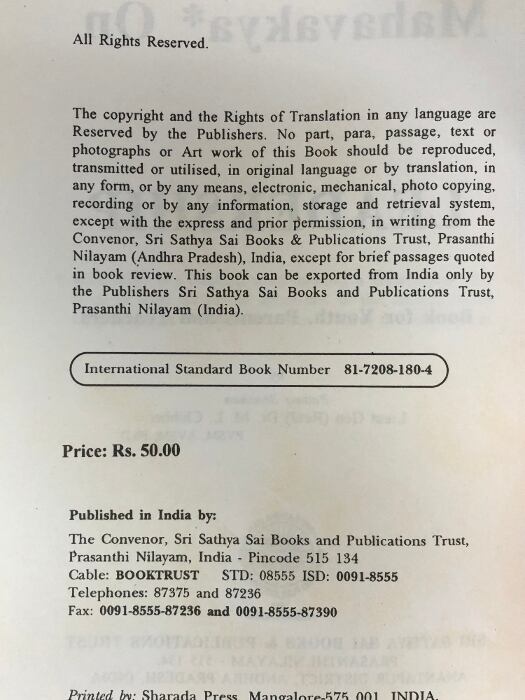 All Rights Reserved.
The copyright and the Rights of Translation in any language are
Reserved by the Publishers. No part, para, passage, text or
photographs or Art work of this Book should be reproduced,
transmitted or utilised, in original language or by translation, in
any form, or by any means, electronic, mechanical, photo copying,
recording or by any information, storage and retrieval system,
except with the express and prior permission, in writing from the
Convenor, Sri Sathya Sai Books & Publications Trust, Prasanthi
Nilayam (Andhra Pradesh), India, except for brief passages quoted
in book review. This book can be exported from India only by
the Publishers Sri Sathya Sai Books and Publications Trust,
Prasanthi Nilayam (India).
International Standard Book Number 81-7208-180-4
Price: Rs. 50.00
Published in India by:
The Convenor, Sri Sathya Sai Books and Publications Trust,
Prasanthi Nilayam, India - Pincode 515 134
Cable: BOOKTRUST STD: 08555 ISD: 0091-8555
Telephones: 87375 and 87236
Fax: 0091-8555-87236 and 0091-8555-87390
Printed by: Sharada Press, Mangalore-575 001, INDIA.